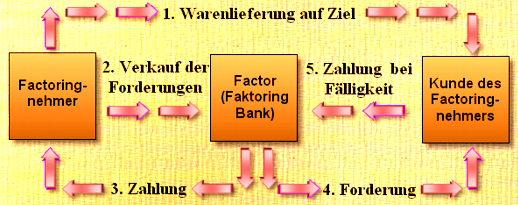 1. Warenlieferung auf Ziel
Factoring-
nehmer
2. Verkauf der
Forderungen
Factor
(Faktoring
Bank)
5. Zahlung bei
Fälligkeit
Kunde des
Factoring-
nehmers
3. Zahlung
4. Forderung